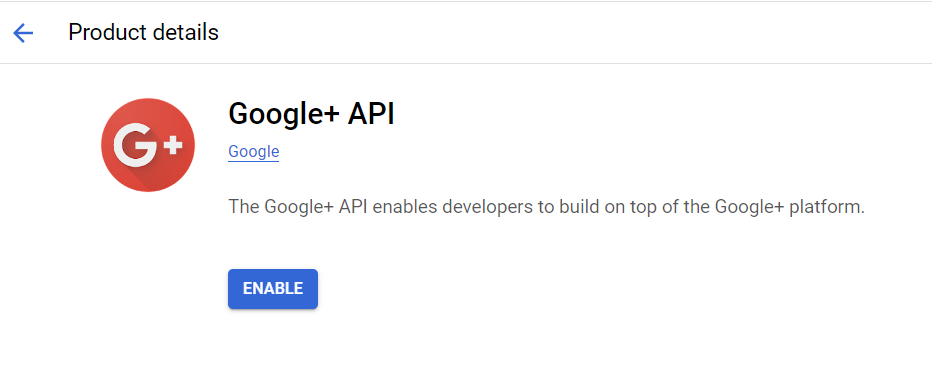 Product details
G+
Google+ API
Google
The Google+ API enables developers to build on top of the Google+ platform.
ENABLE